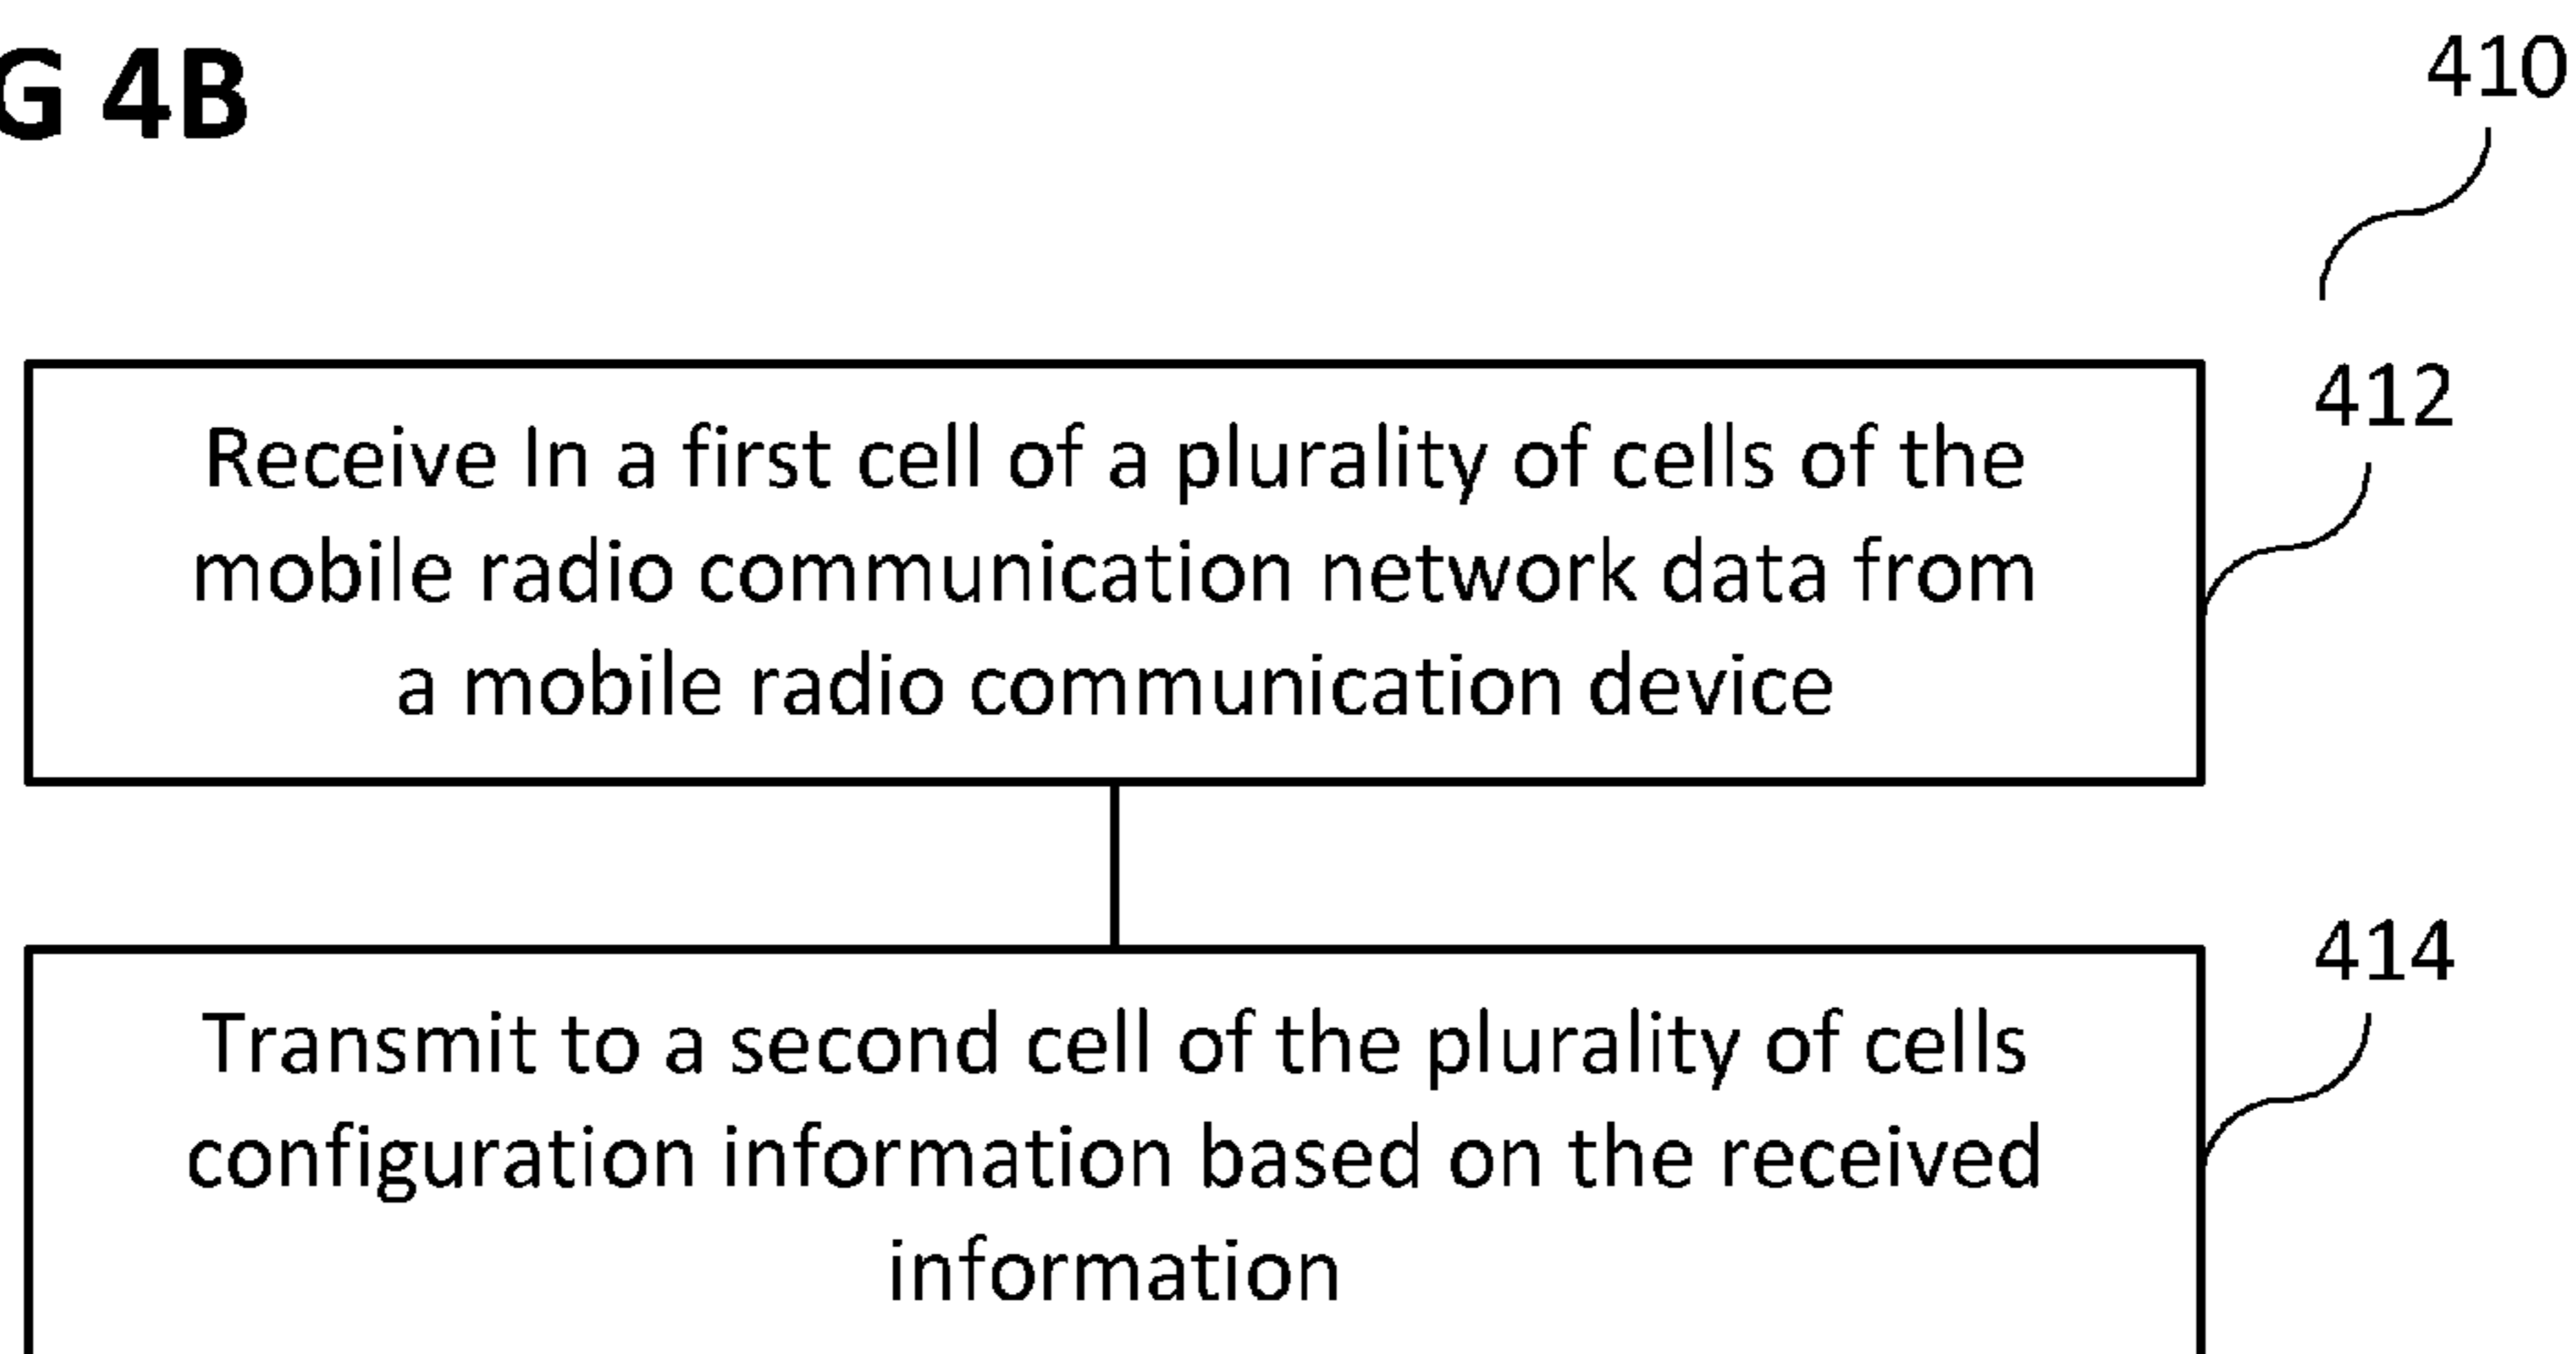 G 4B
410
412
Receive In a first cell of a plurality of cells of the
mobile radio communication network data from
a mobile radio communication device
414
Transmit to a second cell of the plurality of cells
configuration information based on the received
information